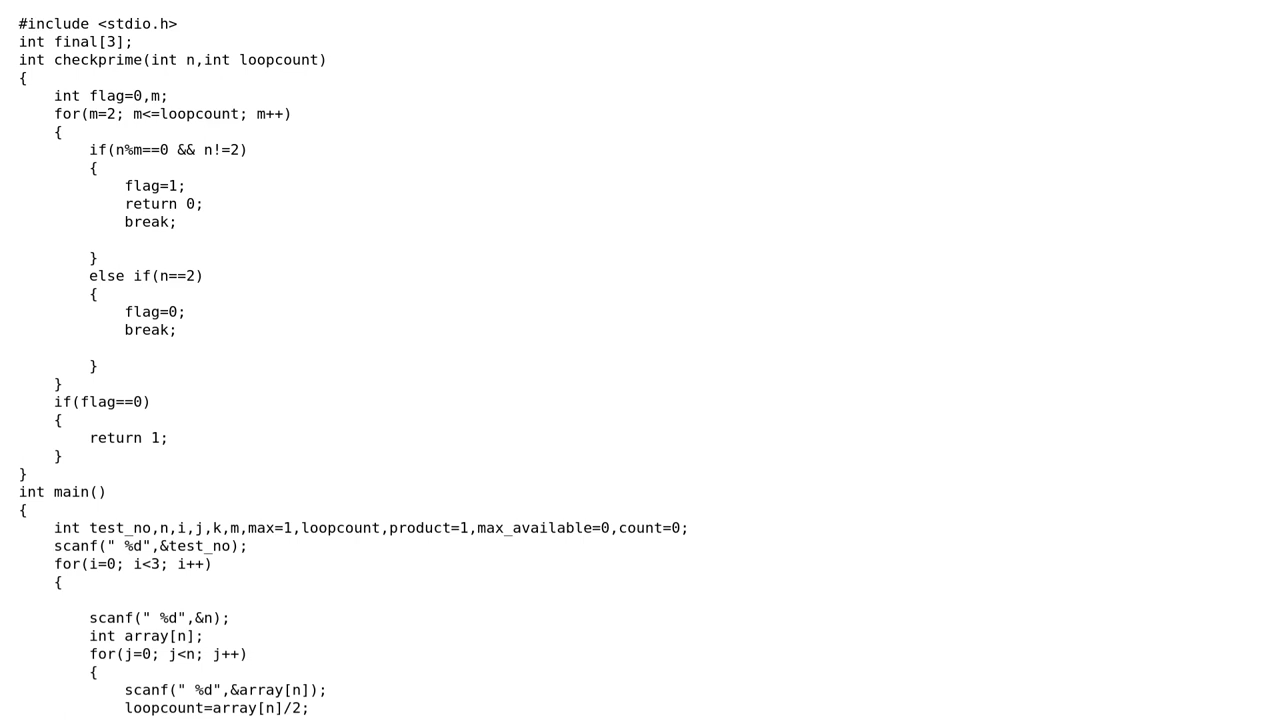 #include <stdio.h>
int final[3];
int checkprime(int n,int loopcount)
{
    int flag=0,m;
    for(m=2; m<=loopcount; m++)
    {
        if(n%m==0 && n!=2)
        {
            flag=1;
            return 0;
            break;

        }
        else if(n==2)
        {
            flag=0;
            break;

        }
    }
    if(flag==0)
    {
        return 1;
    }
}
int main()
{
    int test_no,n,i,j,k,m,max=1,loopcount,product=1,max_available=0,count=0;
    scanf(" %d",&test_no);
    for(i=0; i<3; i++)
    {

        scanf(" %d",&n);
        int array[n];
        for(j=0; j<n; j++)
        {
            scanf(" %d",&array[n]);
            loopcount=array[n]/2;